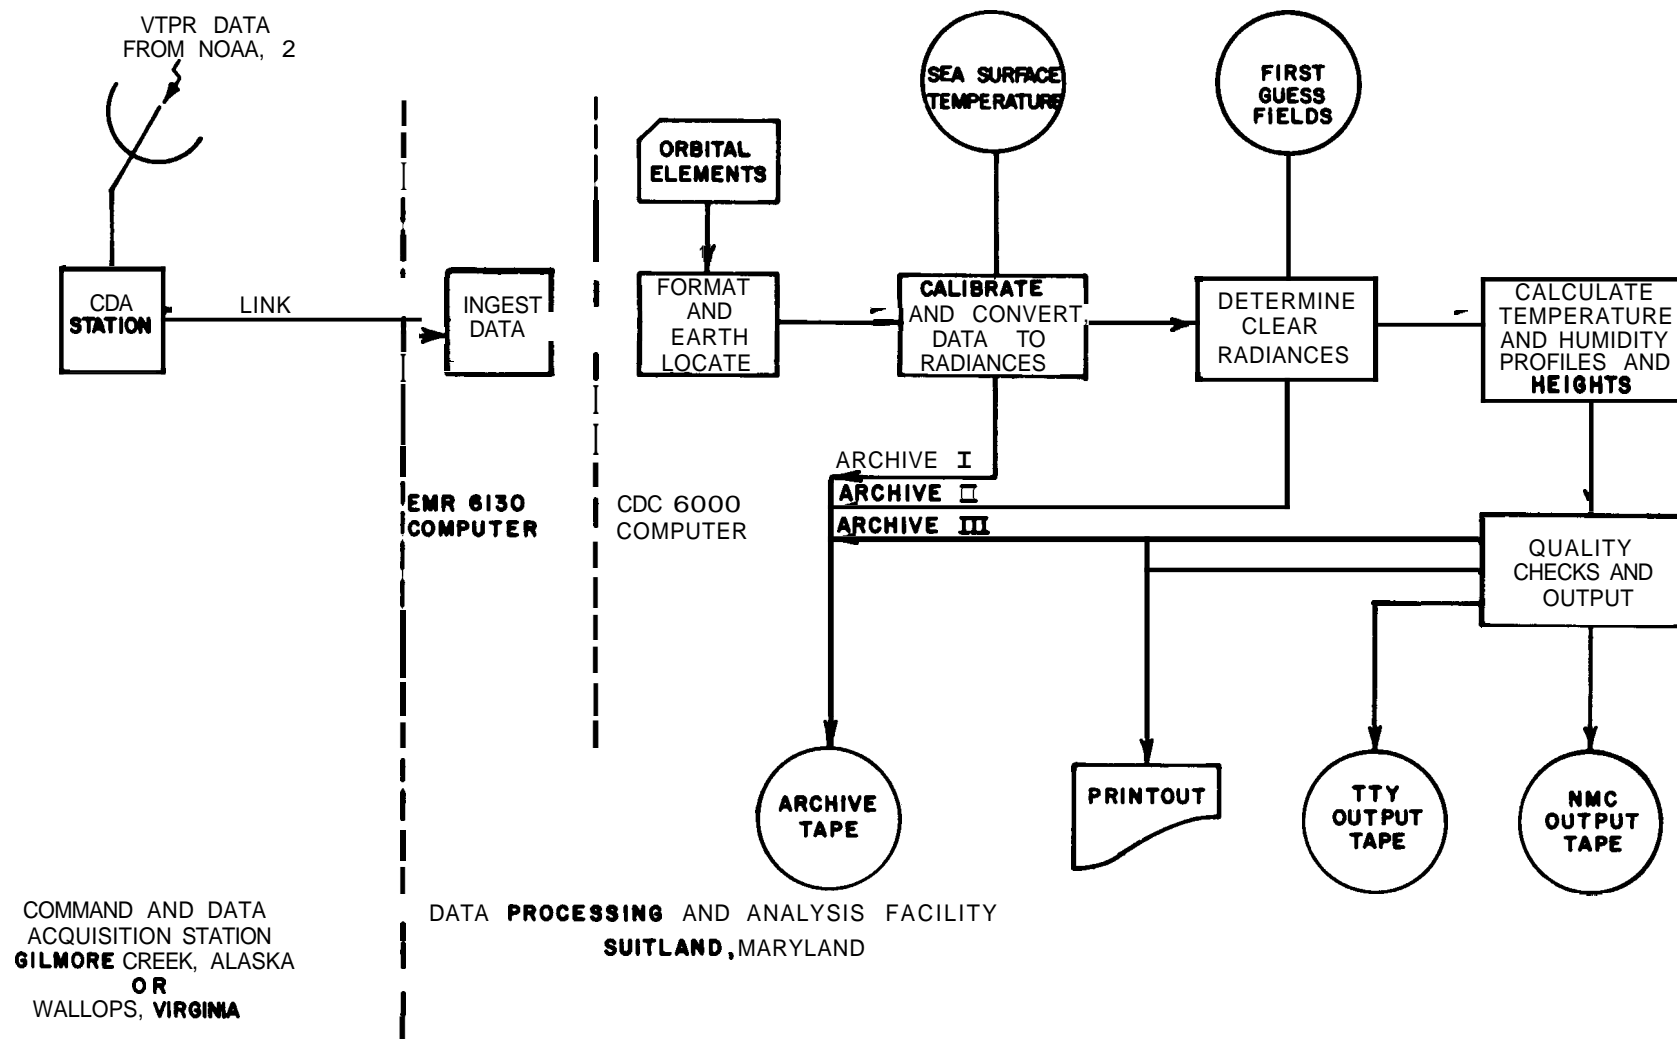 VTPR DATA
FROM NOAA, 2
SEA SURFACE
TEMPERATURE
FIRST
GUESS
FIELDS
ORBITAL
ELEMENTS
CDA
STATION
LINK
INGEST
DATA
FORMAT
AND
EARTH
LOCATE
CALIBRATE
AND CONVERT
DATA TO
RADIANCES
DETERMINE
CLEAR
RADIANCES
CALCULATE
TEMPERATURE
AND HUMIDITY
PROFILES AND
HEIGHTS
ARCHIVE I
ARCHIVE II
ARCHIVE III
EMR 6130
COMPUTER
CDC 6000
COMPUTER
QUALITY
CHECKS AND
OUTPUT
ARCHIVE
TAPE
PRINTOUT
TTY
OUTPUT
TAPE
NMC
OUTPUT
TAPE
COMMAND AND DATA
ACQUISITION STATION
GILMORE CREEK, ALASKA
OR
WALLOPS, VIRGINIA
DATA PROCESSING AND ANALYSIS FACILITY
SUITLAND, MARYLAND